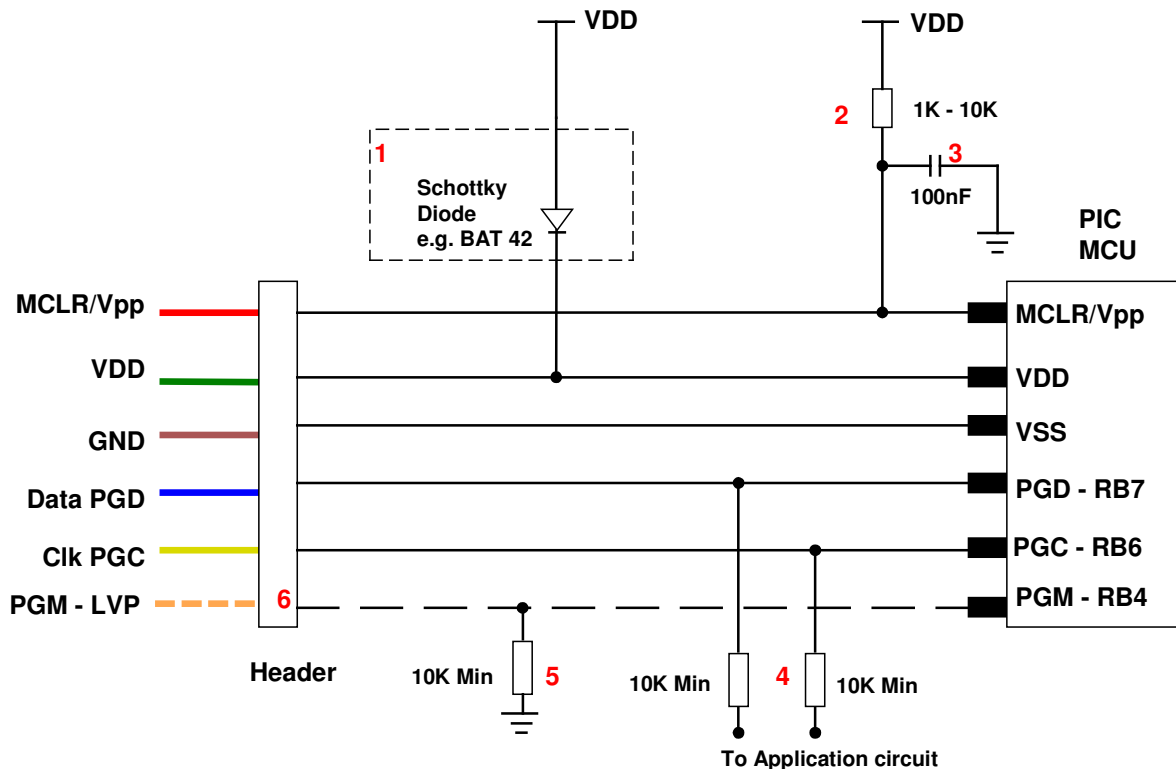 VDD
VDD
2
1K - 10K
1
3
100nF
Schottky
Diode
e.g. BAT 42
PIC
MCU
MCLR/Vpp
MCLR/Vpp
VDD
VDD
GND
VSS
Data PGD
PGD - RB7
Clk PGC
PGC - RB6
PGM - LVP
6
PGM - RB4
Header
10K Min
5
10K Min
4
10K Min
To Application circuit